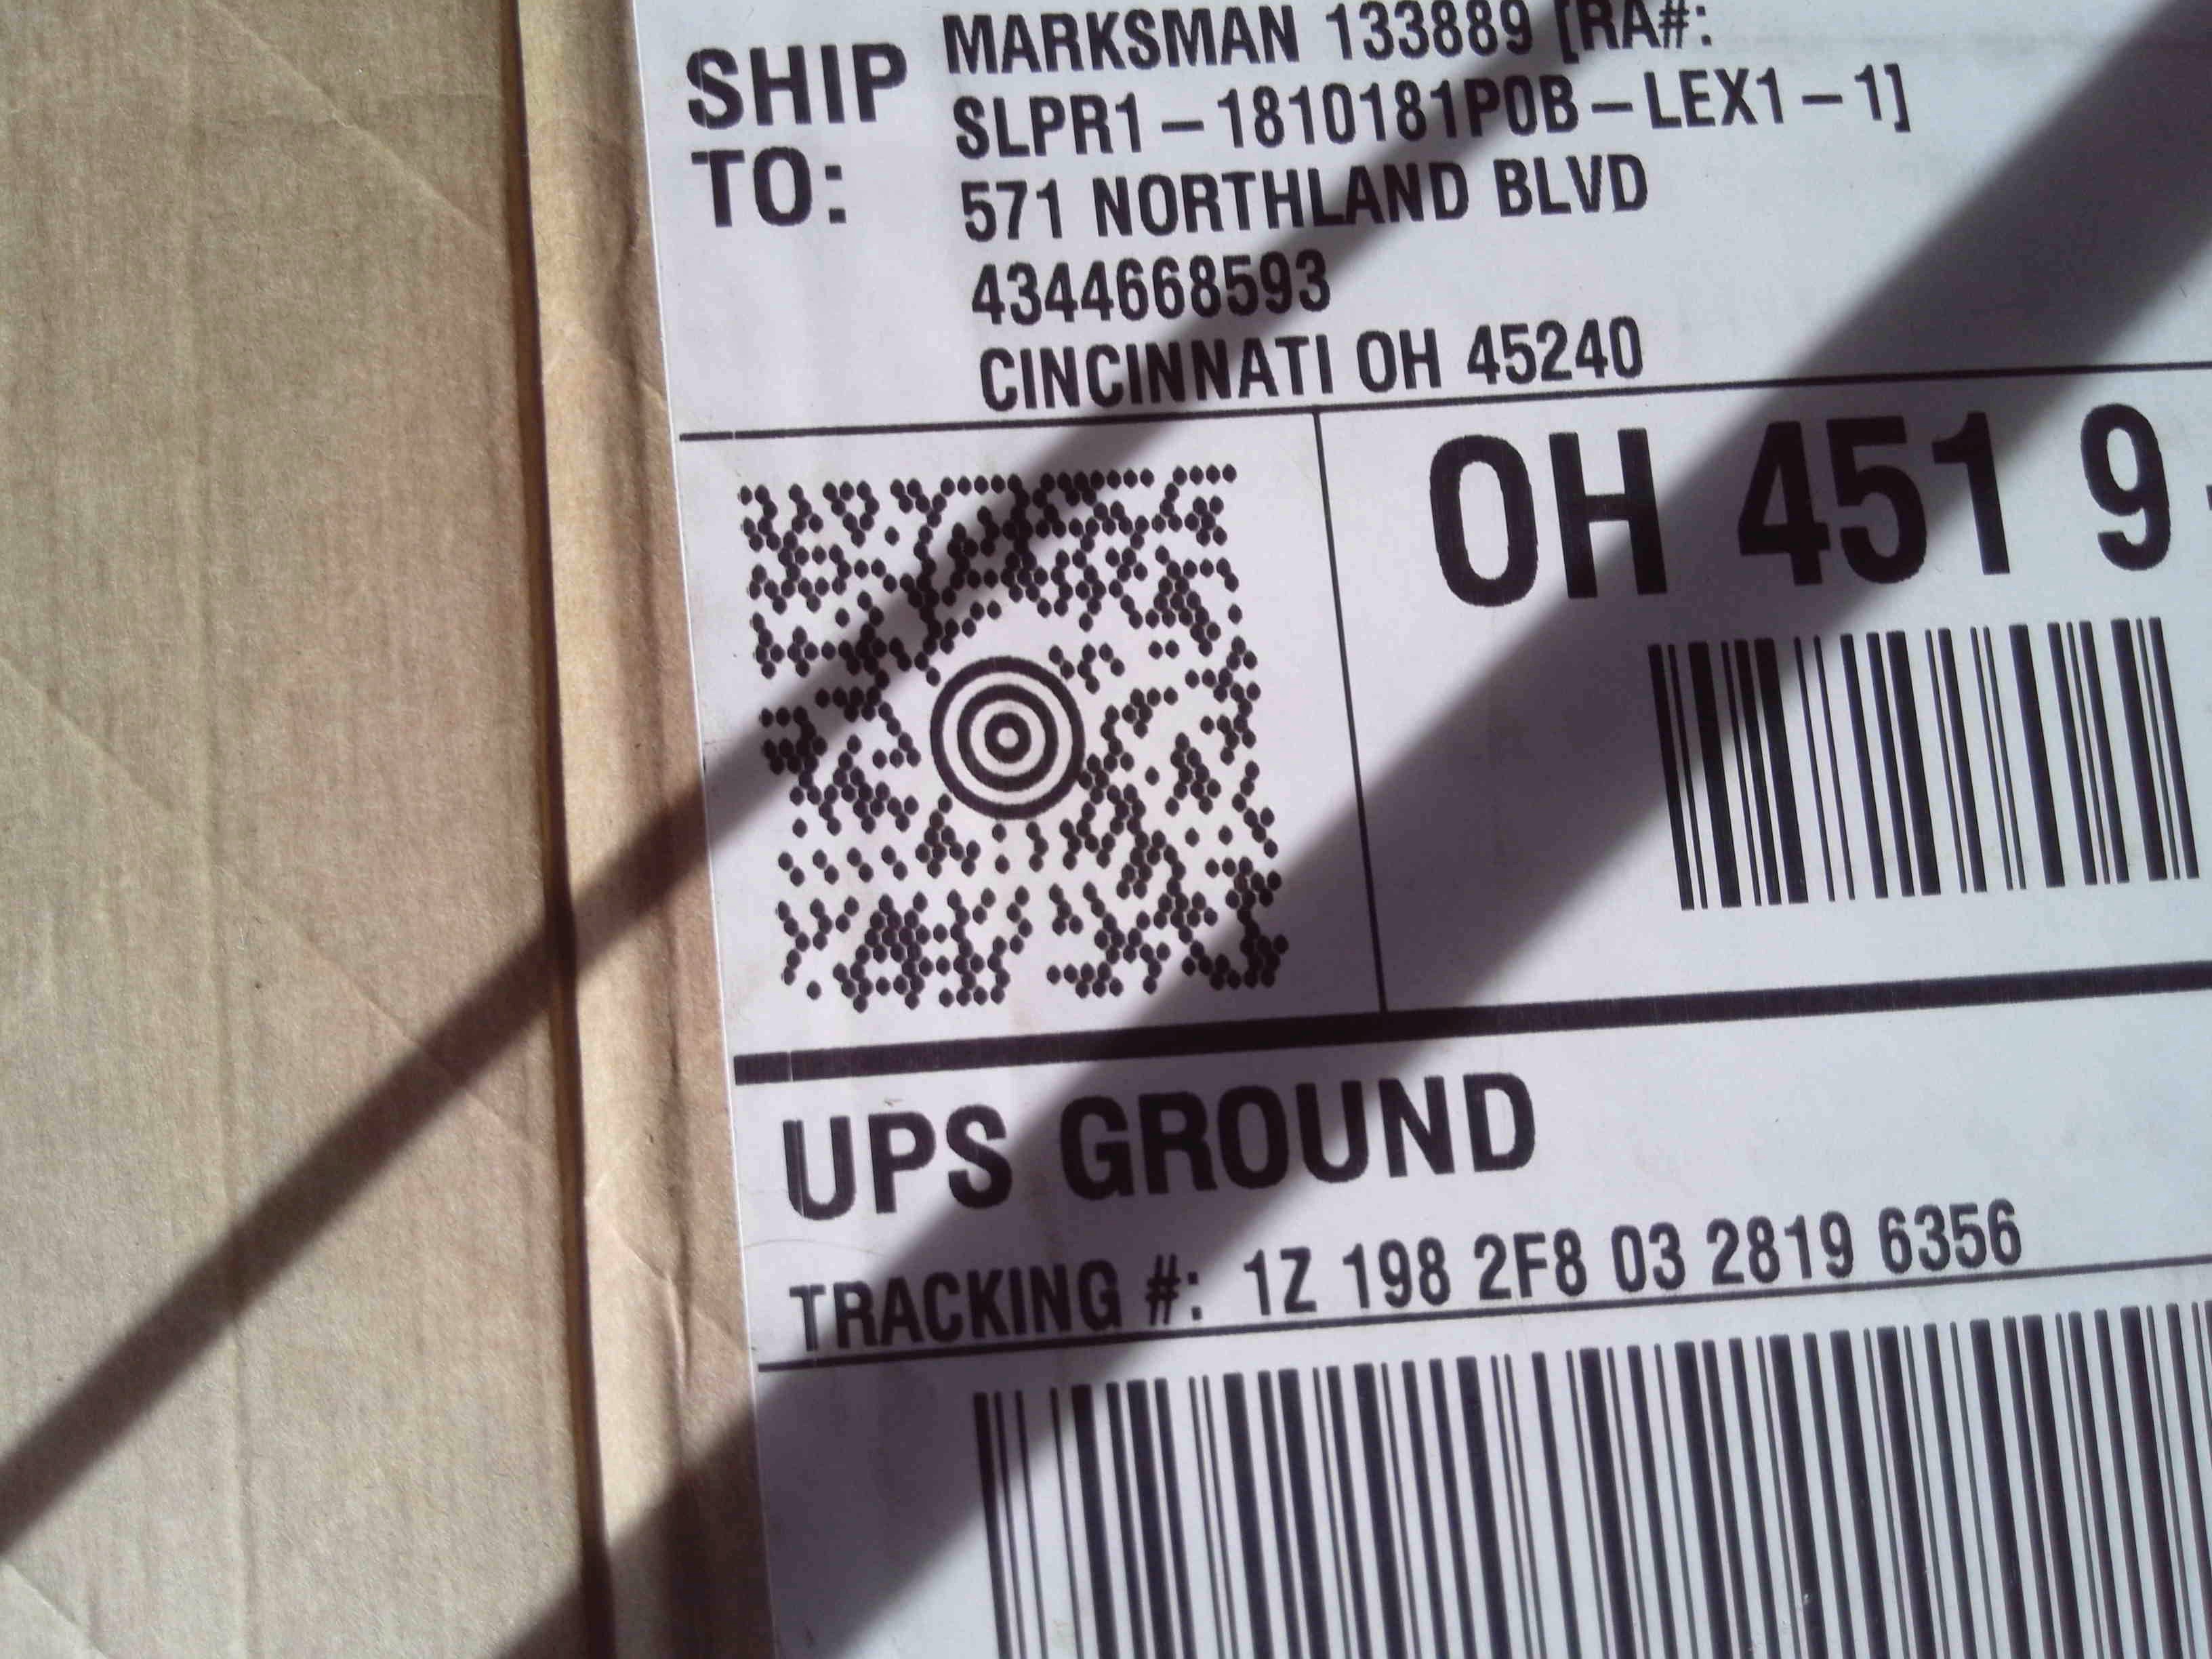 SHIP TO:
MARKSMAN 133889 [RA#:
SLPR1-1810181P0B-LEX1-1]
571 NORTHLAND BLVD
4344668593
CINCINNATI OH 45240
OH 451 9
UPS GROUND
TRACKING #: 1Z 198 2F8 03 2819 6356